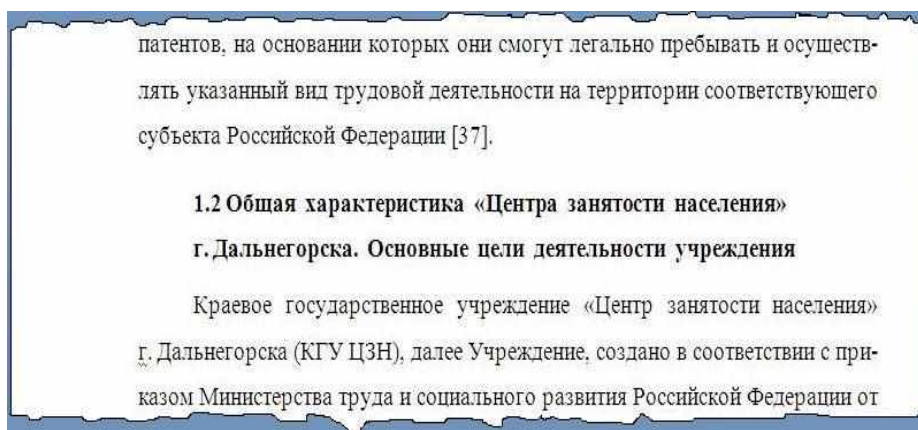 патентов, на основании которых они смогут легально пребывать и осуществ-
лять указанный вид трудовой деятельности на территории соответствующего
субъекта Российской Федерации [37].
1.2 Общая характеристика «Центра занятости населения»
г. Дальнегорска. Основные цели деятельности учреждения
Краевое государственное учреждение «Центр занятости населения»
г. Дальнегорска (КГУ ЦЗН), далее Учреждение, создано в соответствии с при-
казом Министерства труда и социального развития Российской Федерации от